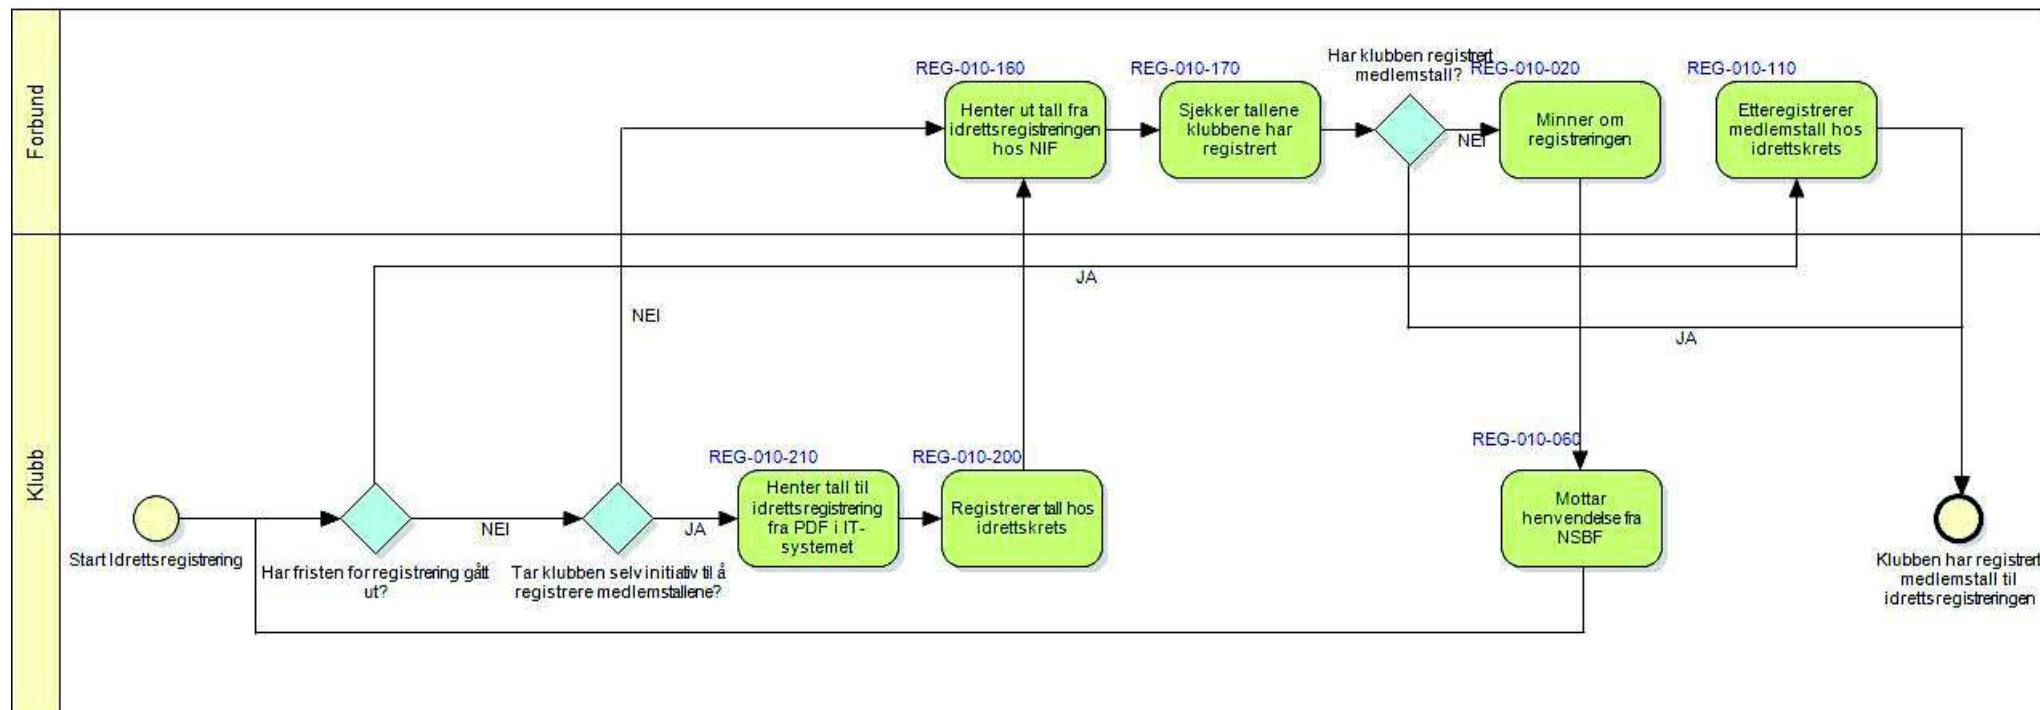 Forbund
REG-010-160
Henter ut tall fra
idrettsregistreringen
hos NIF
REG-010-170
Sjekker tallene
klubbene har
registrert
Har klubben registrert
medlemstall?
NEI
REG-010-020
Minner om
registreringen
REG-010-110
Etteregistrerer
medlemstall hos
idrettskrets
JA
NEI
JA
Klubb
Start Idrettsregistrering
Har fristen for registrering gått
ut?
NEI
Tar klubben selv initiativ til å
registrere medlemstallene?
JA
REG-010-210
Henter tall til
idrettsregistrering
fra PDF i IT-
systemet
REG-010-200
Registrerer tall hos
idrettskrets
REG-010-060
Mottar
henvendelse fra
NSBF
Klubben har registrert
medlemstall til
idrettsregistreringen